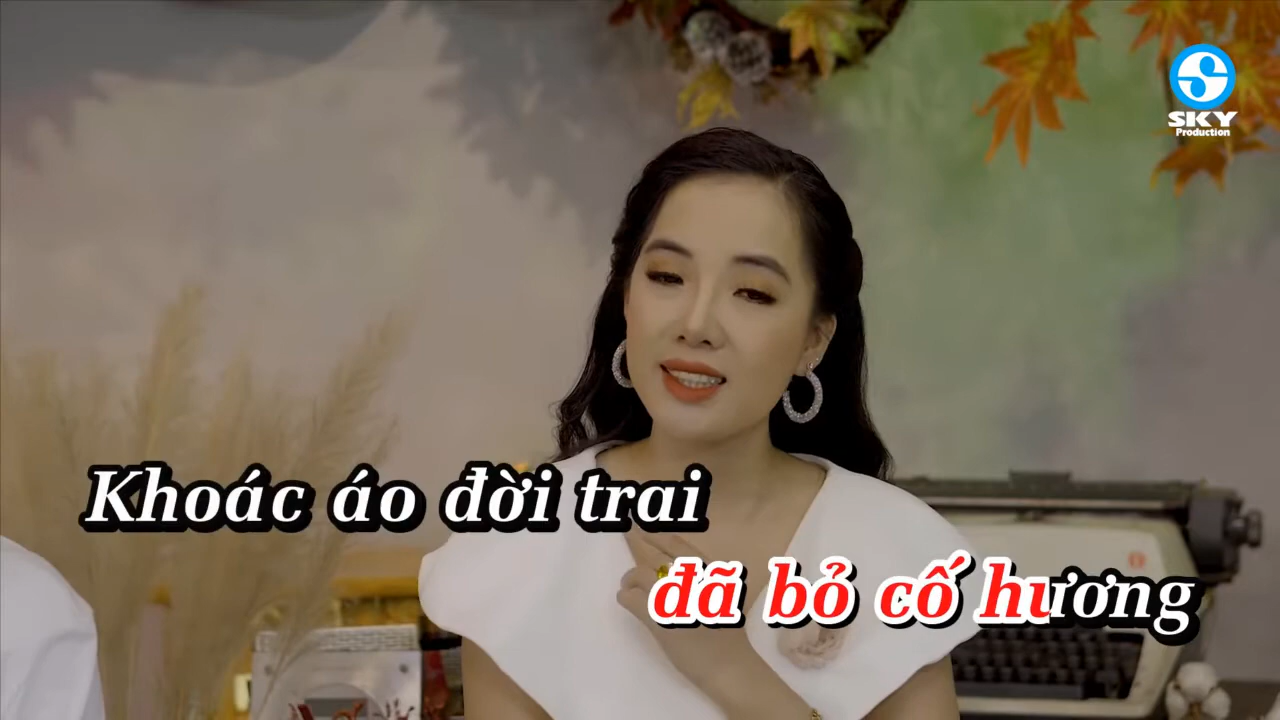 SKY
Production
Khoác áo đời trai
đã bỏ cố hương